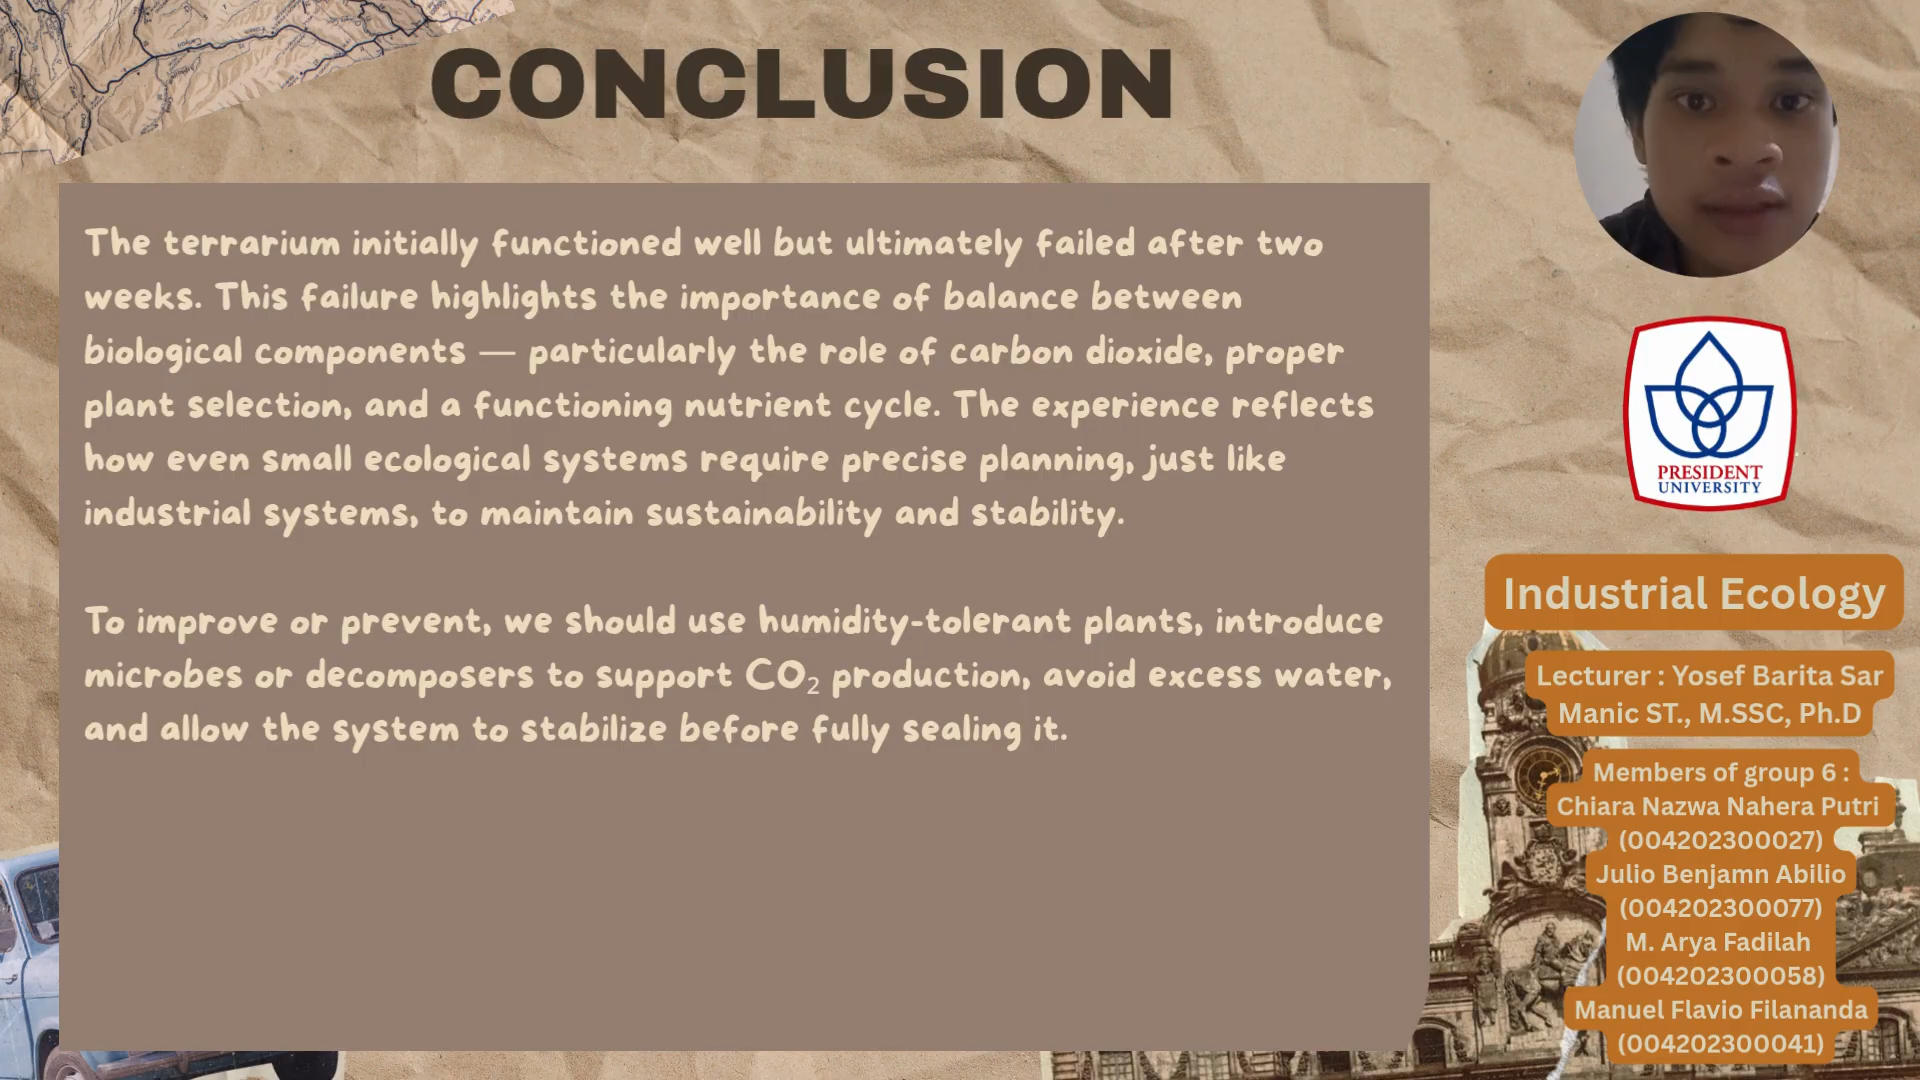 CONCLUSION
The terrarium initially functioned well but ultimately failed after two
weeks. This failure highlights the importance of balance between
biological components — particularly the role of carbon dioxide, proper
plant selection, and a functioning nutrient cycle. The experience reflects
how even small ecological systems require precise planning, just like
industrial systems, to maintain sustainability and stability.
To improve or prevent, we should use humidity-tolerant plants, introduce
microbes or decomposers to support CO₂ production, avoid excess water,
and allow the system to stabilize before fully sealing it.
PRESIDENT
UNIVERSITY
Industrial Ecology
Lecturer : Yosef Barita Sar
Manic ST., M.SSC, Ph.D
Members of group 6 :
Chiara Nazwa Nahera Putri
(004202300027)
Julio Benjamn Abilio
(004202300077)
M. Arya Fadilah
(004202300058)
Manuel Flavio Filananda
(004202300041)